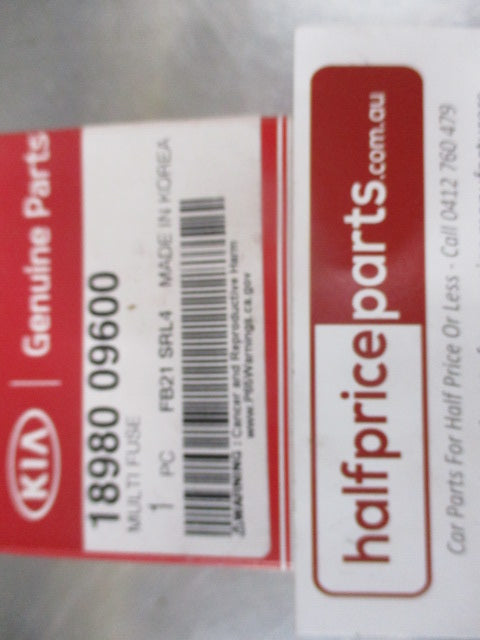 KIA | Genuine Parts
18980 09600
MULTI FUSE
1 PC FB21 SRL4 MADE IN KOREA
⚠WARNING : Cancer and Reproductive Harm
www.P65Warnings.ca.gov
halfpriceparts.com.au
Car Parts For Half Price Or Less - Call 0412 760 479